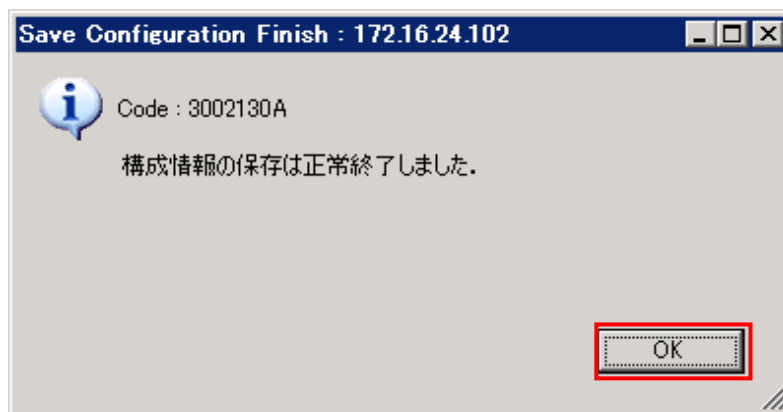 Save Configuration Finish : 172.16.24.102
Code : 3002130A
構成情報の保存は正常終了しました.
OK